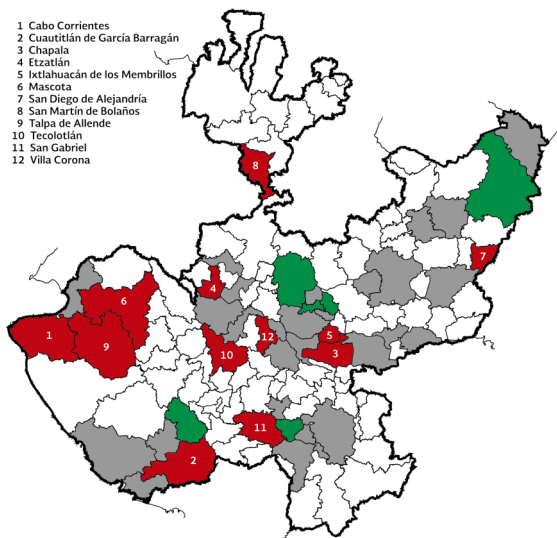 1 Cabo Corrientes
2 Cuautitlán de García Barragán
3 Chapala
4 Etzatlán
5 Ixtlahuacán de los Membrillos
6 Mascota
7 San Diego de Alejandría
8 San Martín de Bolaños
9 Talpa de Allende
10 Tecolotlán
11 San Gabriel
12 Villa Corona
8
7
4
6
1
12
5
9
10
3
11
2